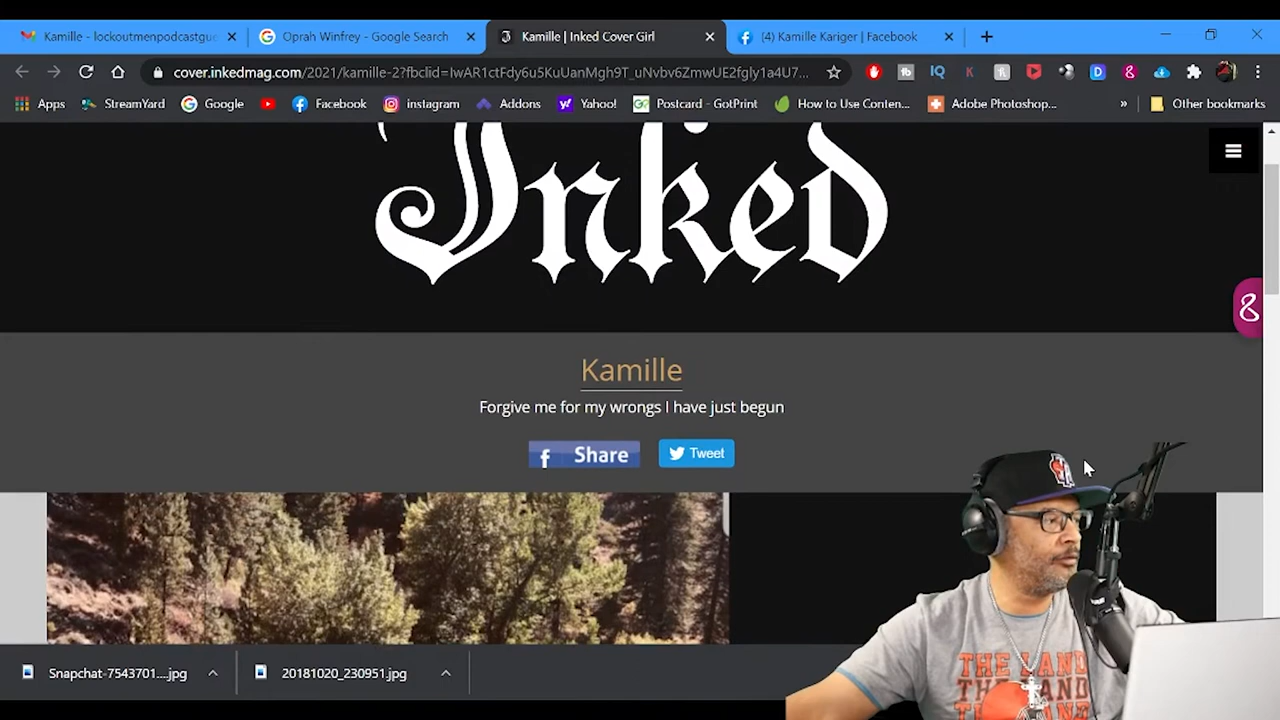 Kamille - lockoutmenpodcastgue
Oprah Winfrey - Google Search
Kamille | Inked Cover Girl
(4) Kamille Kariger | Facebook
cover.inkedmag.com/2021/kamille-2?fbclid=IwAR1ctFdy6u5KuUanMgh9T_uNvbv6ZmwUE2fgly1a4U7...
Apps
StreamYard
Google
Facebook
instagram
Addons
Yahoo!
Postcard - GotPrint
How to Use Conten...
Adobe Photoshop...
»
Other bookmarks
Inked
Kamille
Forgive me for my wrongs I have just begun
f Share
Tweet
THE LAND
THE LAND
Snapchat-7543701....jpg
20181020_230951.jpg